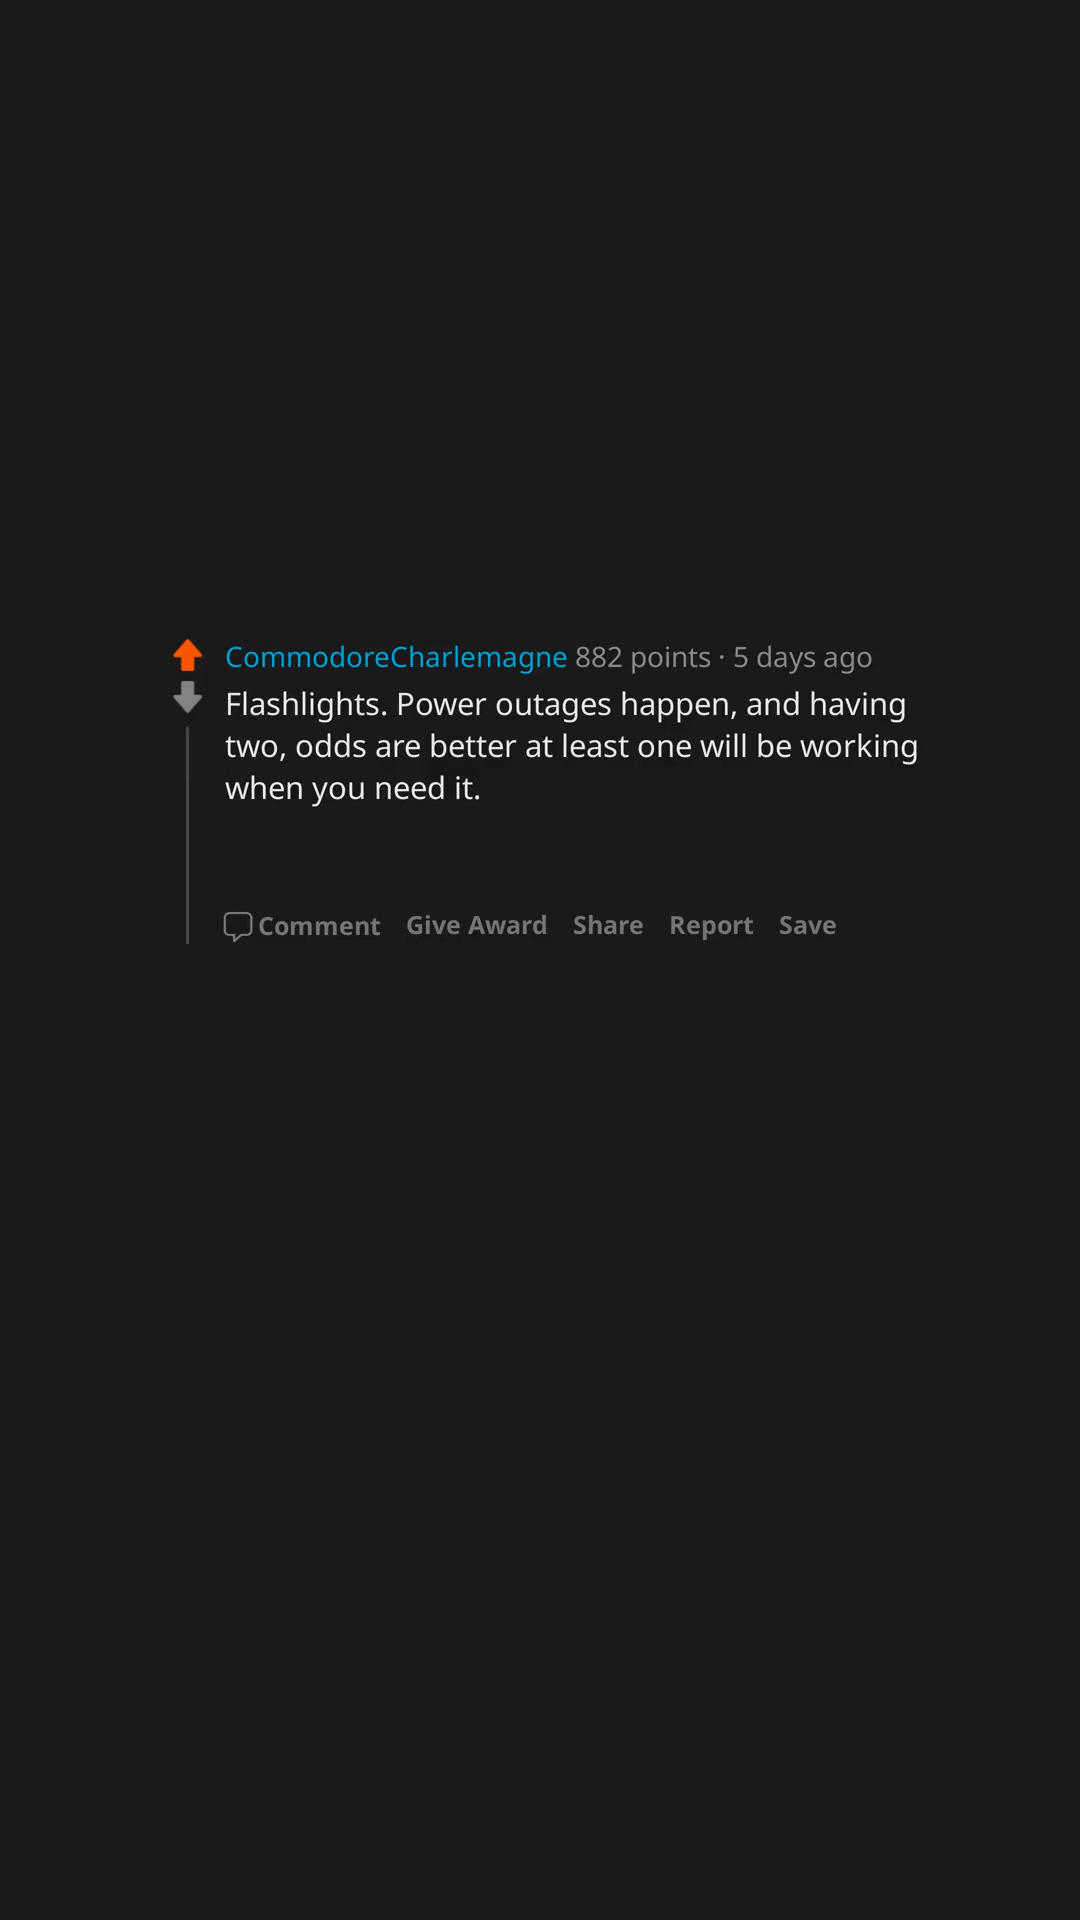 CommodoreCharlemagne 882 points · 5 days ago
Flashlights. Power outages happen, and having
two, odds are better at least one will be working
when you need it.
Comment Give Award Share Report Save